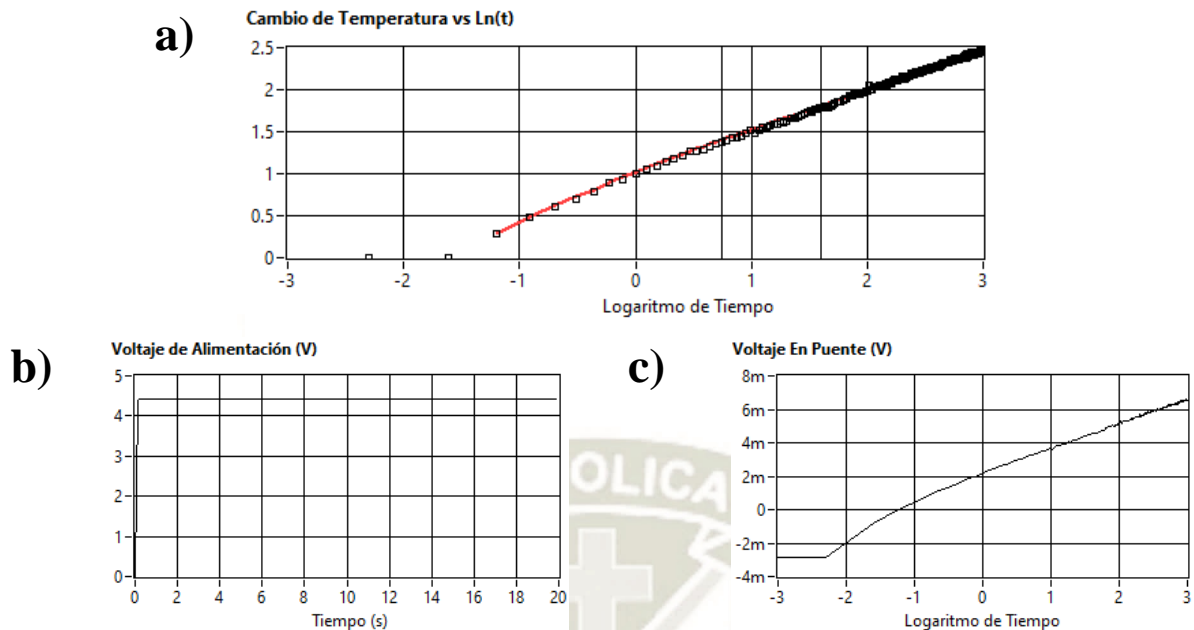 a)
Cambio de Temperatura vs Ln(t)
2.5
2
1.5
1
0.5
0
-3 -2 -1 0 1 2 3
Logaritmo de Tiempo
b)
Voltaje de Alimentación (V)
5
4
3
2
1
0
0 2 4 6 8 10 12 14 16 18 20
Tiempo (s)
c)
Voltaje En Puente (V)
8m
6m
4m
2m
0
-2m
-4m
-3 -2 -1 0 1 2 3
Logaritmo de Tiempo
OLICA